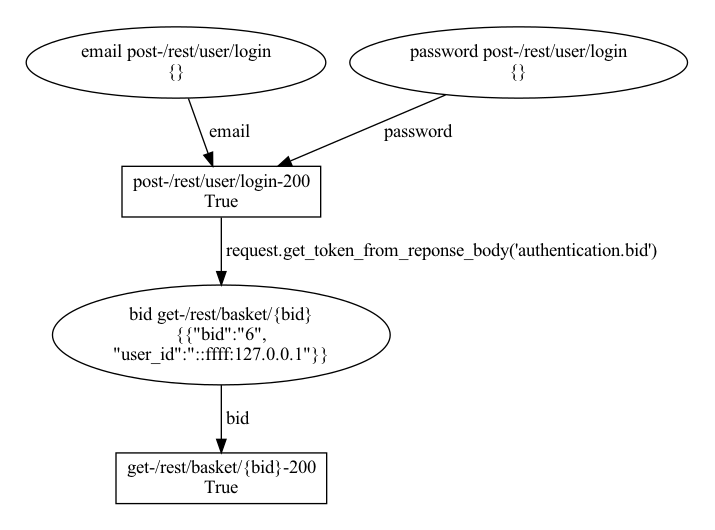 email post-/rest/user/login
{}
password post-/rest/user/login
{}
email
password
post-/rest/user/login-200
True
request.get_token_from_reponse_body('authentication.bid')
bid get-/rest/basket/{bid}
{{"bid":"6",
"user_id":"::ffff:127.0.0.1"}}
bid
get-/rest/basket/{bid}-200
True